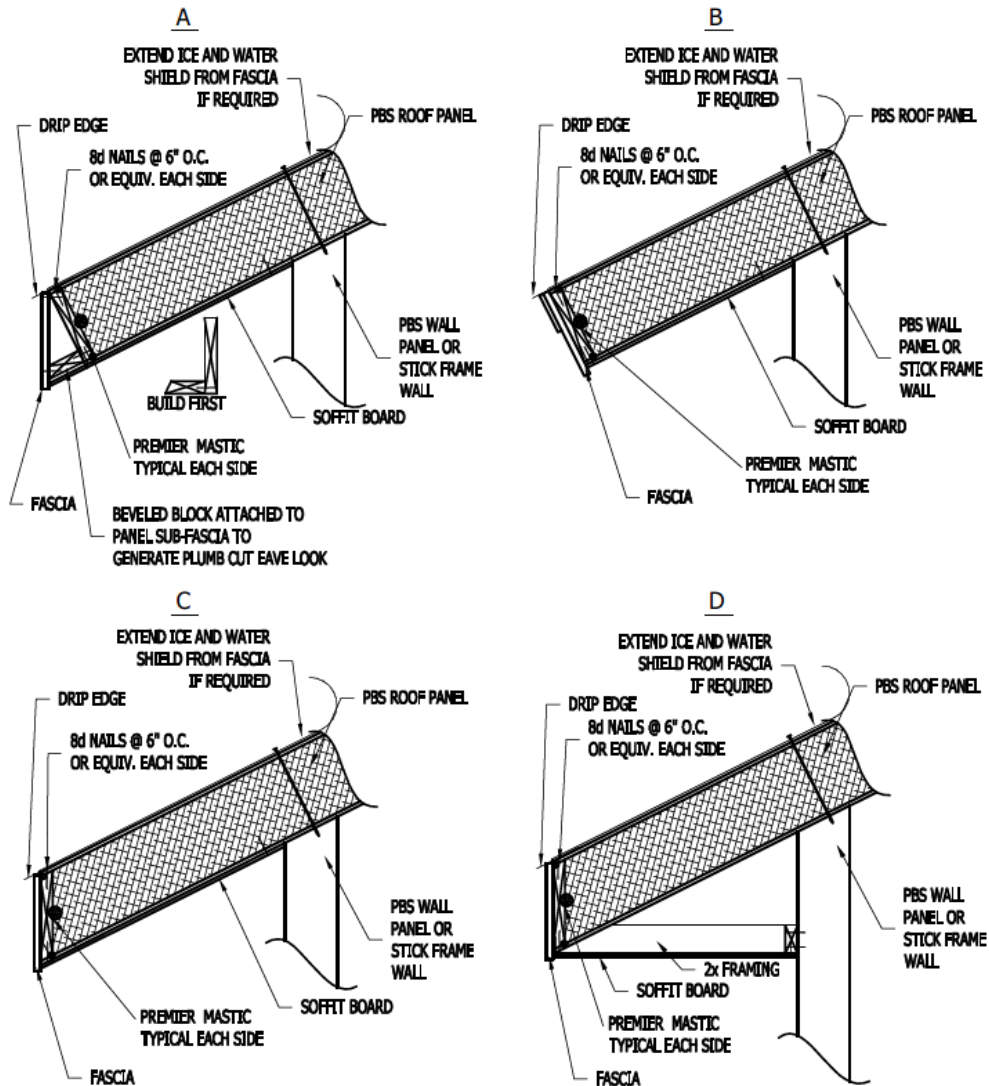 A
EXTEND ICE AND WATER
SHIELD FROM FASCIA
IF REQUIRED
PBS ROOF PANEL
DRIP EDGE
8d NAILS @ 6" O.C.
OR EQUIV. EACH SIDE
PBS WALL
PANEL OR
STICK FRAME
WALL
BUILD FIRST
SOFFIT BOARD
PREMIER MASTIC
TYPICAL EACH SIDE
FASCIA
BEVELED BLOCK ATTACHED TO
PANEL SUB-FASCIA TO
GENERATE PLUMB CUT EAVE LOOK
B
EXTEND ICE AND WATER
SHIELD FROM FASCIA
IF REQUIRED
PBS ROOF PANEL
DRIP EDGE
8d NAILS @ 6" O.C.
OR EQUIV. EACH SIDE
PBS WALL
PANEL OR
STICK FRAME
WALL
SOFFIT BOARD
PREMIER MASTIC
TYPICAL EACH SIDE
FASCIA
C
EXTEND ICE AND WATER
SHIELD FROM FASCIA
IF REQUIRED
PBS ROOF PANEL
DRIP EDGE
8d NAILS @ 6" O.C.
OR EQUIV. EACH SIDE
PBS WALL
PANEL OR
STICK FRAME
WALL
SOFFIT BOARD
PREMIER MASTIC
TYPICAL EACH SIDE
FASCIA
D
EXTEND ICE AND WATER
SHIELD FROM FASCIA
IF REQUIRED
PBS ROOF PANEL
DRIP EDGE
8d NAILS @ 6" O.C.
OR EQUIV. EACH SIDE
PBS WALL
PANEL OR
STICK FRAME
WALL
2x FRAMING
SOFFIT BOARD
PREMIER MASTIC
TYPICAL EACH SIDE
FASCIA